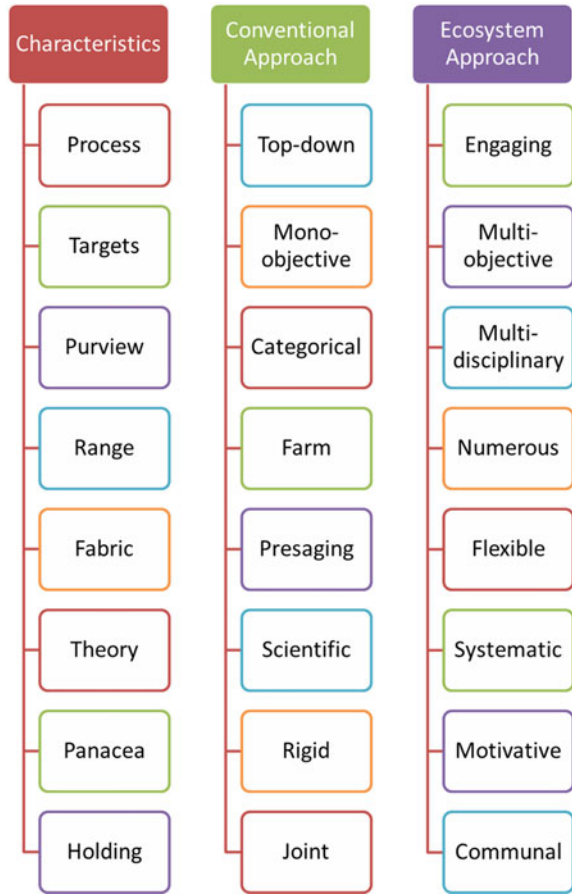 Characteristics
Conventional
Approach
Ecosystem
Approach
Process
Top-down
Engaging
Targets
Mono-
objective
Multi-
objective
Purview
Categorical
Multi-
disciplinary
Range
Farm
Numerous
Fabric
Presaging
Flexible
Theory
Scientific
Systematic
Panacea
Rigid
Motivative
Holding
Joint
Communal